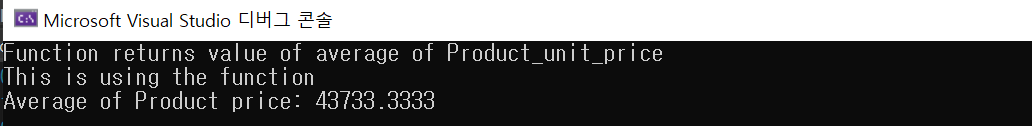 Microsoft Visual Studio 디버그 콘솔
Function returns value of average of Product_unit_price
This is using the function
Average of Product price: 43733.3333